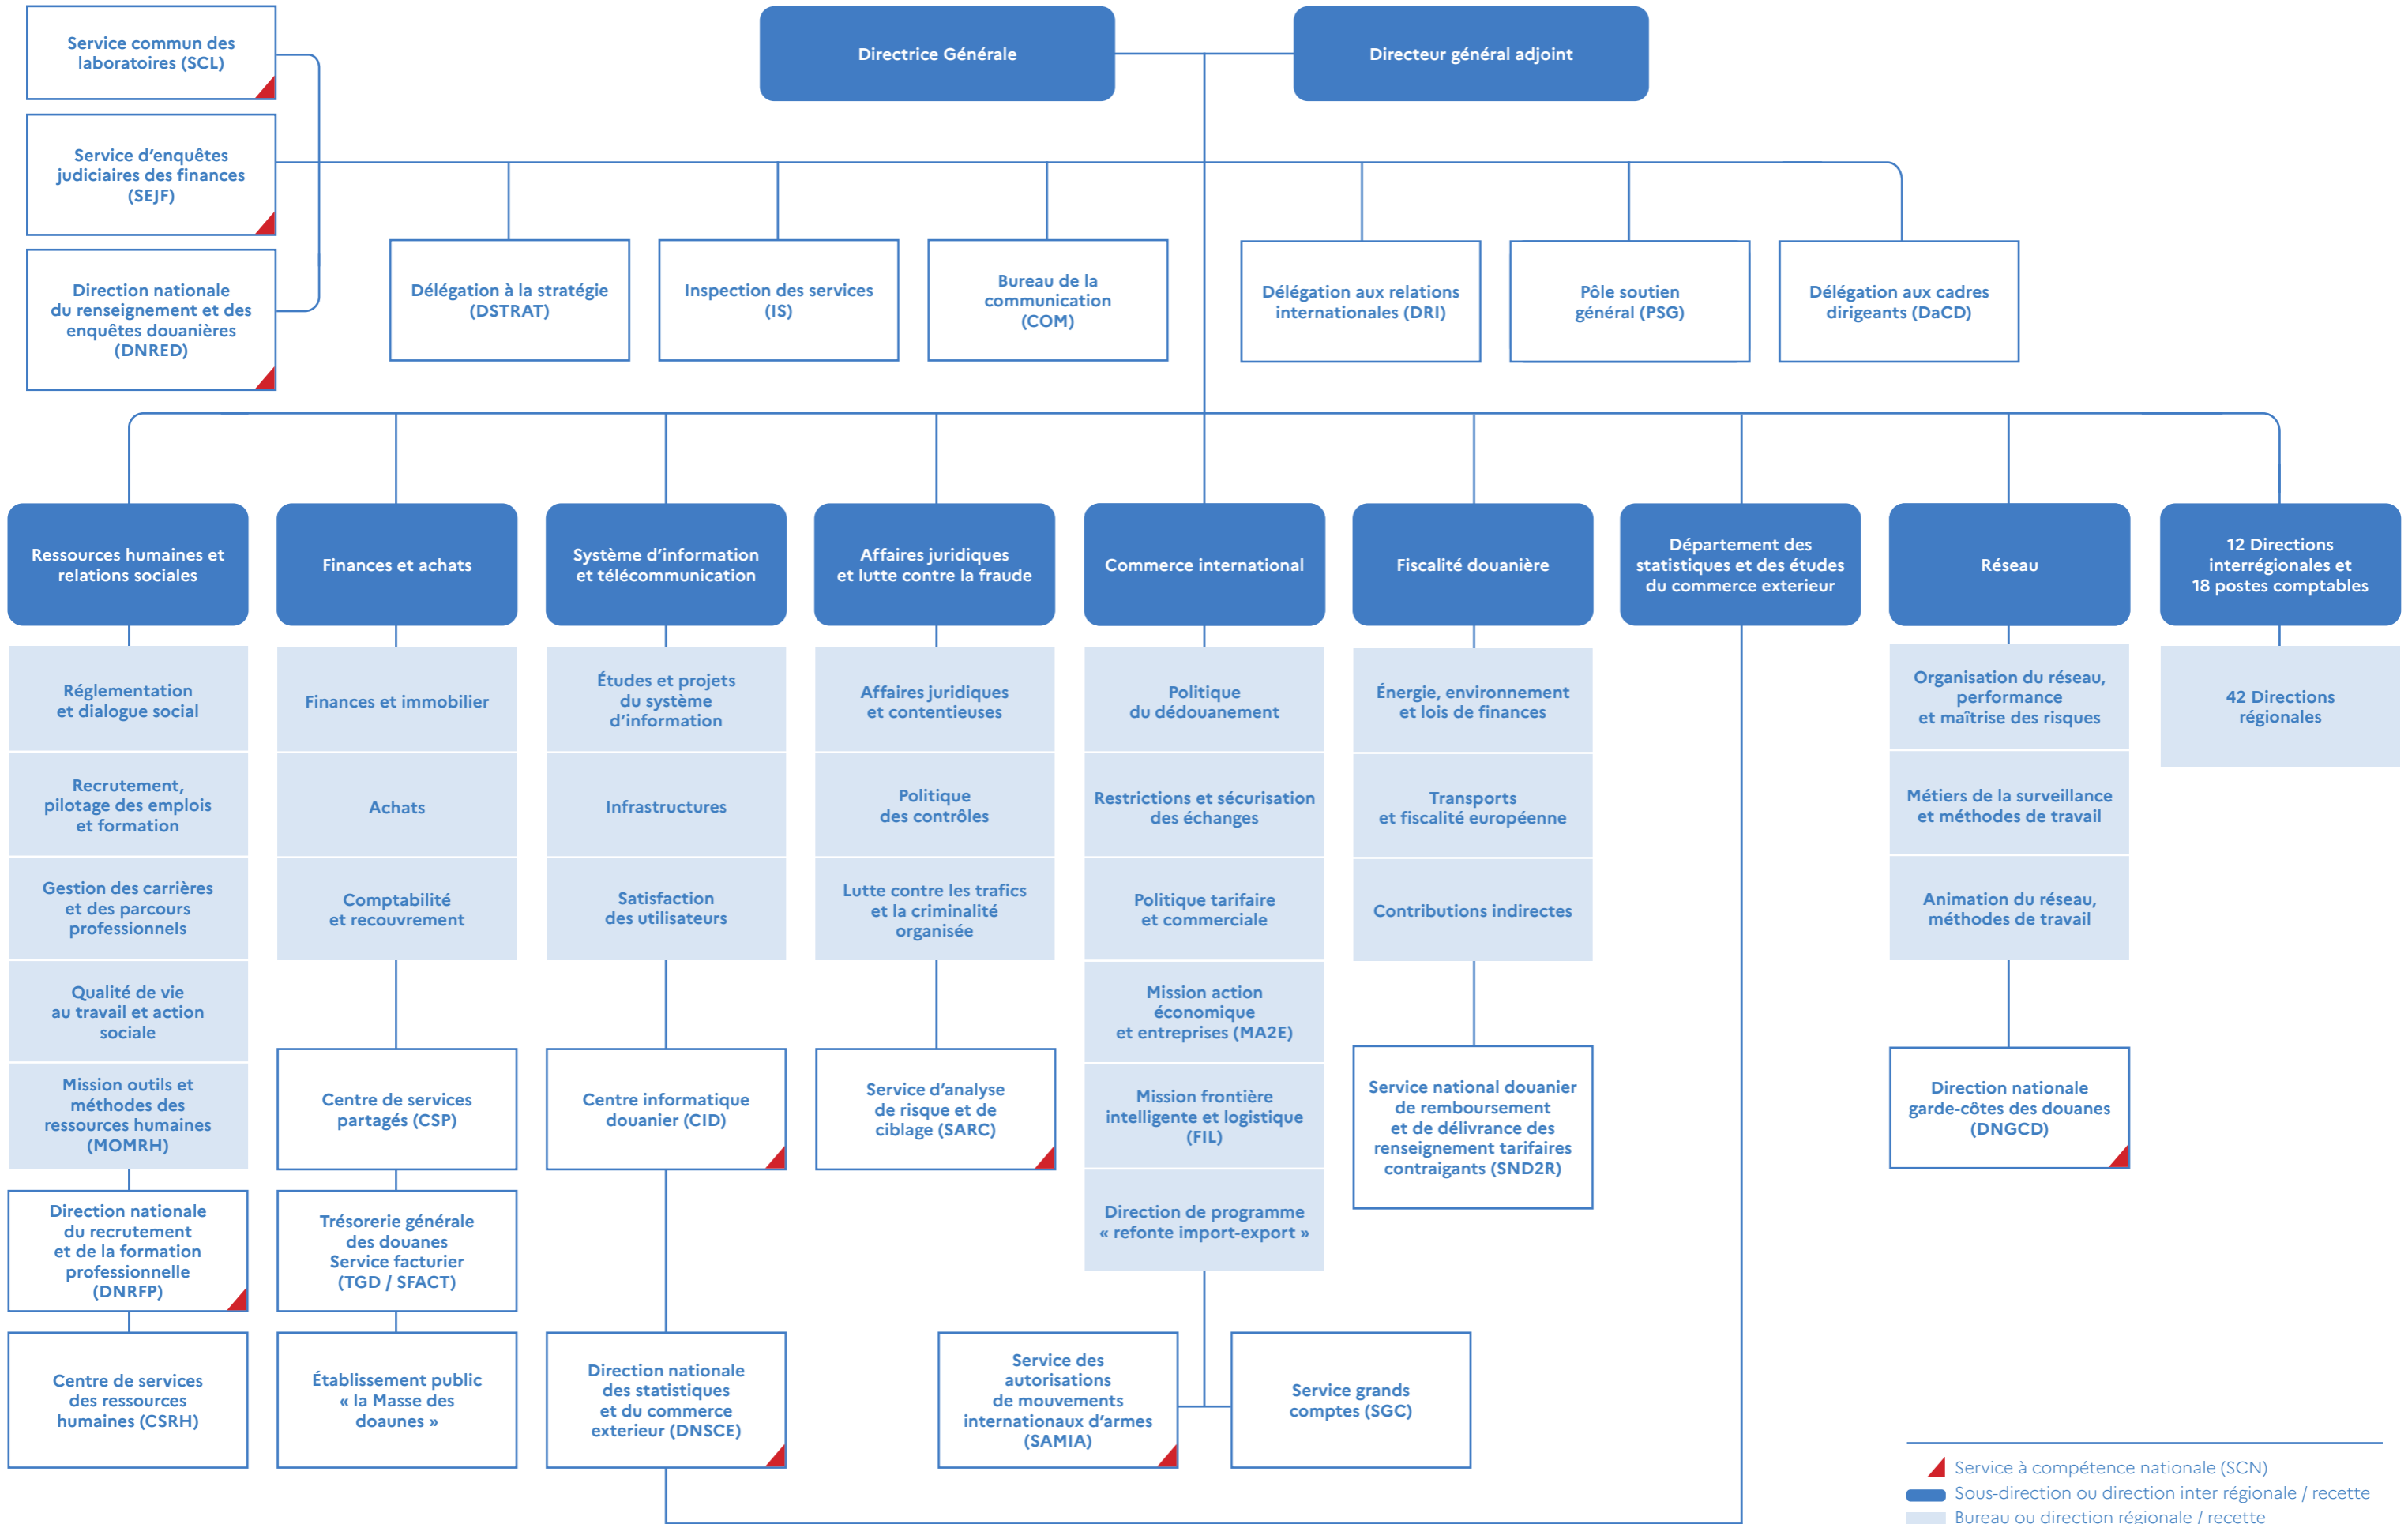 Service commun des
laboratoires (SCL)
Directrice Générale
Directeur général adjoint
Service d’enquêtes
judiciaires des finances
(SEJF)
Direction nationale
du renseignement et des
enquêtes douanières
(DNRED)
Délégation à la stratégie
(DSTRAT)
Inspection des services
(IS)
Bureau de la
communication
(COM)
Délégation aux relations
internationales (DRI)
Pôle soutien
général (PSG)
Délégation aux cadres
dirigeants (DaCD)
Ressources humaines et
relations sociales
Finances et achats
Système d’information
et télécommunication
Affaires juridiques
et lutte contre la fraude
Commerce international
Fiscalité douanière
Département des
statistiques et des études
du commerce exterieur
Réseau
12 Directions
interrégionales et
18 postes comptables
Réglementation
et dialogue social
Recrutement,
pilotage des emplois
et formation
Gestion des carrières
et des parcours
professionnels
Qualité de vie
au travail et action
sociale
Mission outils et
méthodes des
ressources humaines
(MOMRH)
Direction nationale
du recrutement
et de la formation
professionnelle
(DNRFP)
Centre de services
des ressources
humaines (CSRH)
Finances et immobilier
Achats
Comptabilité
et recouvrement
Centre de services
partagés (CSP)
Trésorerie générale
des douanes
Service facturier
(TGD / SFACT)
Établissement public
« la Masse des
doaunes »
Études et projets
du système
d’information
Infrastructures
Satisfaction
des utilisateurs
Centre informatique
douanier (CID)
Direction nationale
des statistiques
et du commerce
exterieur (DNSCE)
Affaires juridiques
et contentieuses
Politique
des contrôles
Lutte contre les trafics
et la criminalité
organisée
Service d’analyse
de risque et de
ciblage (SARC)
Politique
du dédouanement
Restrictions et sécurisation
des échanges
Politique tarifaire
et commerciale
Mission action
économique
et entreprises (MA2E)
Mission frontière
intelligente et logistique
(FIL)
Direction de programme
« refonte import-export »
Service des
autorisations
de mouvements
internationaux d’armes
(SAMIA)
Service grands
comptes (SGC)
Énergie, environnement
et lois de finances
Transports
et fiscalité européenne
Contributions indirectes
Service national douanier
de remboursement
et de délivrance des
renseignement tarifaires
contraigants (SND2R)
Organisation du réseau,
performance
et maîtrise des risques
Métiers de la surveillance
et méthodes de travail
Animation du réseau,
méthodes de travail
Direction nationale
garde-côtes des douanes
(DNGCD)
42 Directions
régionales
Service à compétence nationale (SCN)
Sous-direction ou direction inter régionale / recette
Bureau ou direction régionale / recette